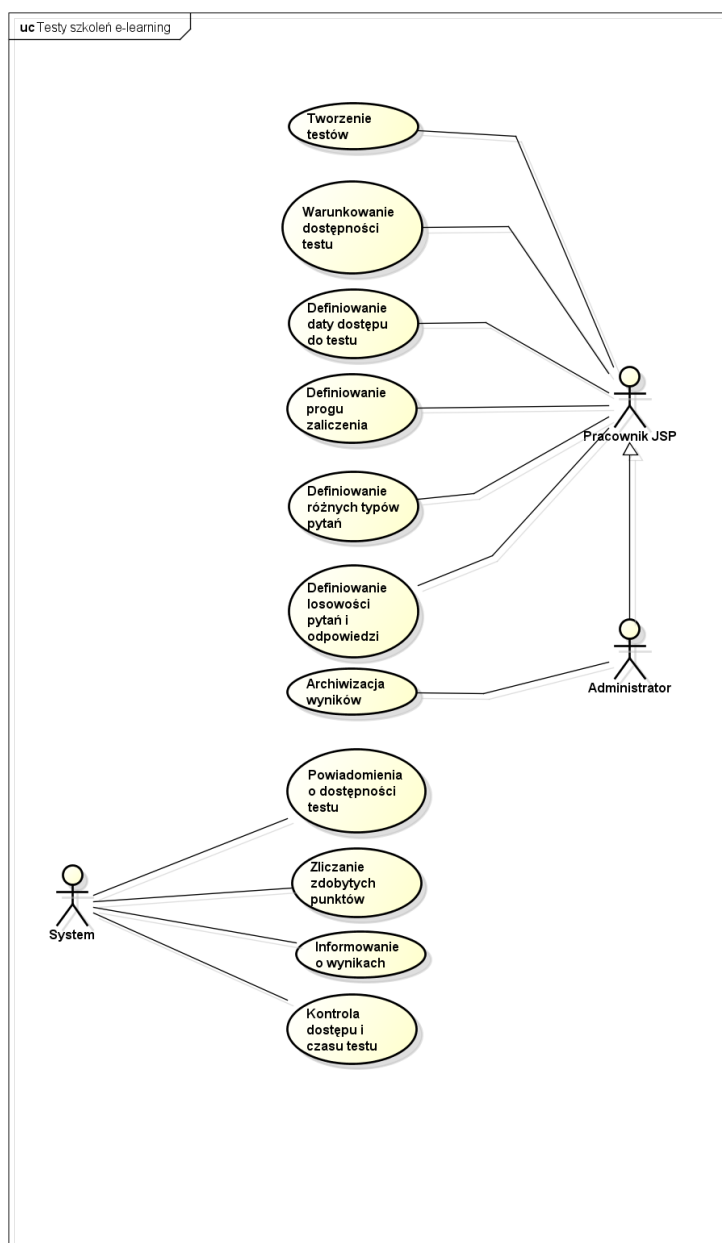 uc Testy szkoleń e-learning
Tworzenie
testów
Warunkowanie
dostępności
testu
Definiowanie
daty dostępu
do testu
Definiowanie
progu
zaliczenia
Pracownik JSP
Definiowanie
różnych typów
pytań
Definiowanie
losowości
pytań i
odpowiedzi
Archiwizacja
wyników
Administrator
Powiadomienia
o dostępności
testu
Zliczanie
zdobytych
punktów
System
Informowanie
o wynikach
Kontrola
dostępu i
czasu testu